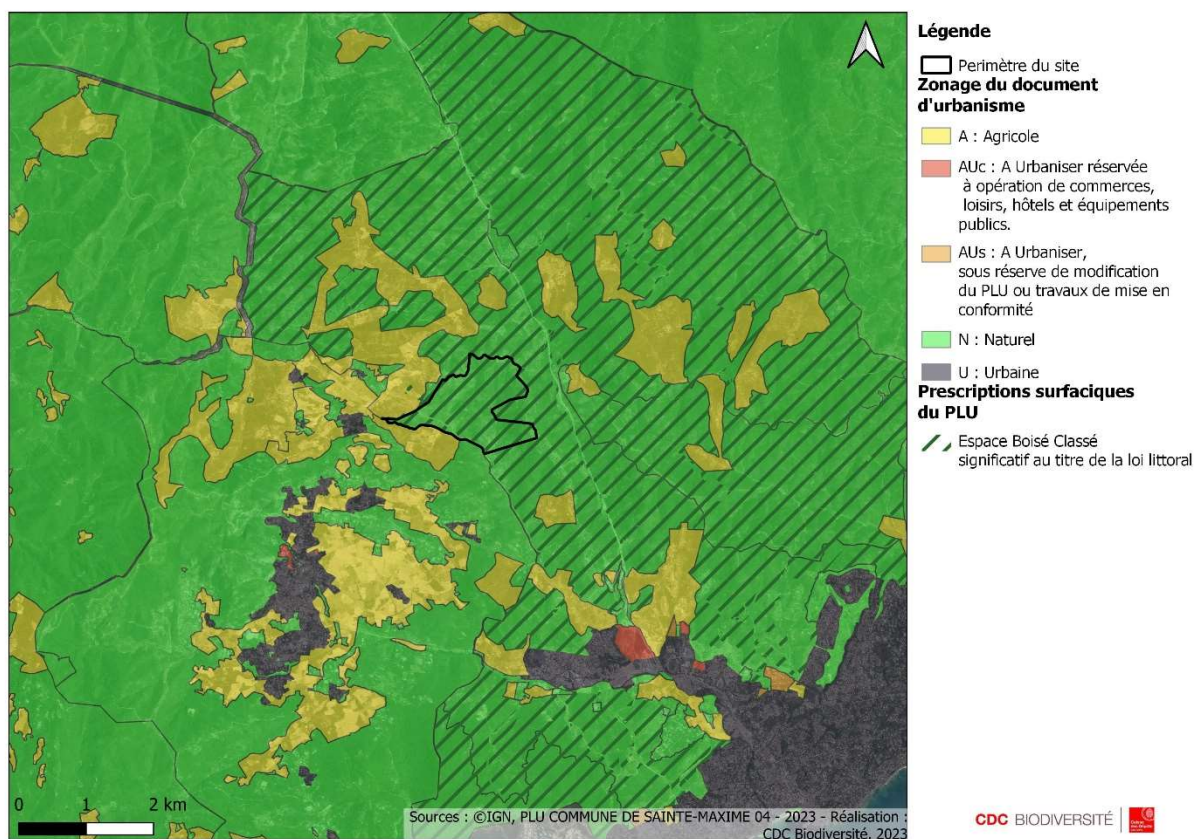 Légende
Perimètre du site
Zonage du document
d'urbanisme
A : Agricole
AUc : A Urbaniser réservée
à opération de commerces,
loisirs, hôtels et équipements
publics.
AUs : A Urbaniser,
sous réserve de modification
du PLU ou travaux de mise en
conformité
N : Naturel
U : Urbaine
Prescriptions surfaciques
du PLU
Espace Boisé Classé
significatif au titre de la loi littoral
0 1 2 km
Sources : ©IGN, PLU COMMUNE DE SAINTE-MAXIME 04 - 2023 - Réalisation :
CDC Biodiversité, 2023
CDC BIODIVERSITÉ